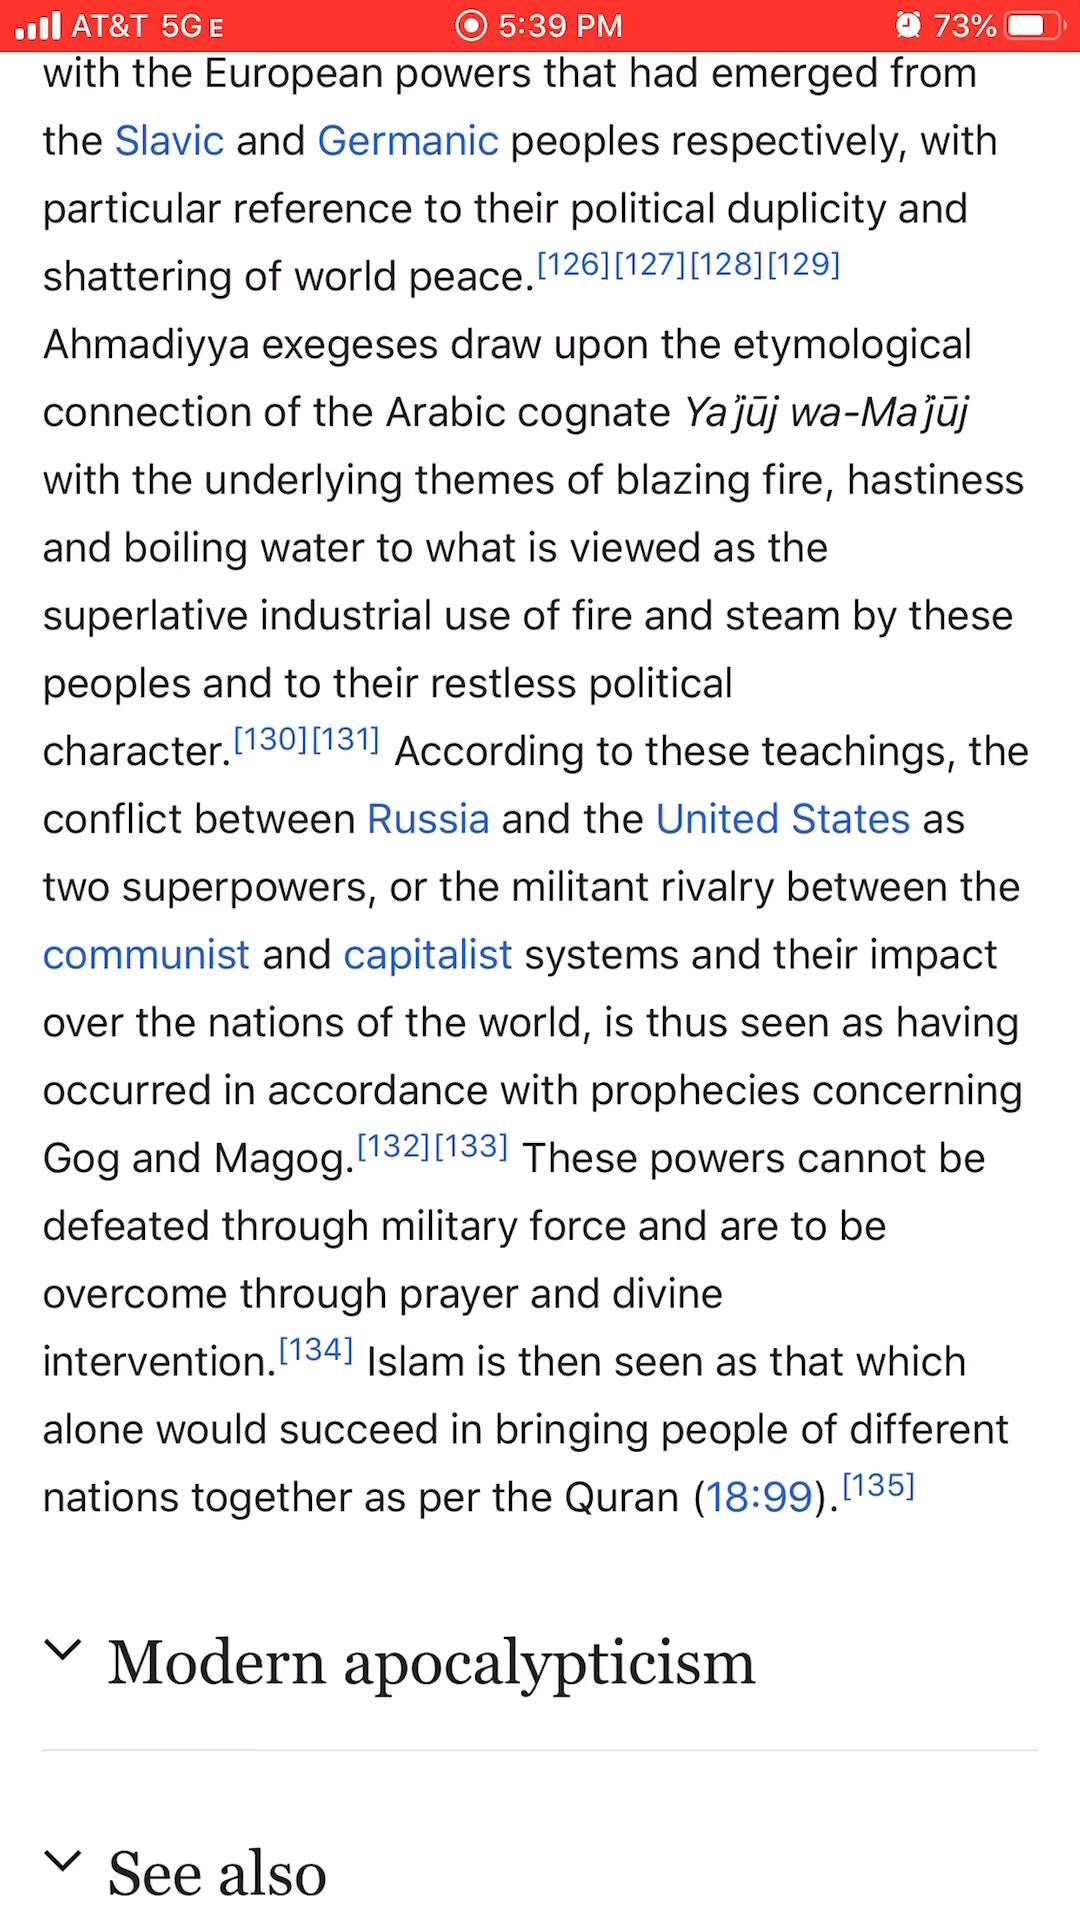 AT&T 5GE 5:39 PM 73%
with the European powers that had emerged from
the Slavic and Germanic peoples respectively, with
particular reference to their political duplicity and
shattering of world peace.[126][127][128][129]
Ahmadiyya exegeses draw upon the etymological
connection of the Arabic cognate Yaʾjūj wa-Maʾjūj
with the underlying themes of blazing fire, hastiness
and boiling water to what is viewed as the
superlative industrial use of fire and steam by these
peoples and to their restless political
character.[130][131] According to these teachings, the
conflict between Russia and the United States as
two superpowers, or the militant rivalry between the
communist and capitalist systems and their impact
over the nations of the world, is thus seen as having
occurred in accordance with prophecies concerning
Gog and Magog.[132][133] These powers cannot be
defeated through military force and are to be
overcome through prayer and divine
intervention.[134] Islam is then seen as that which
alone would succeed in bringing people of different
nations together as per the Quran (18:99).[135]
Modern apocalypticism
See also